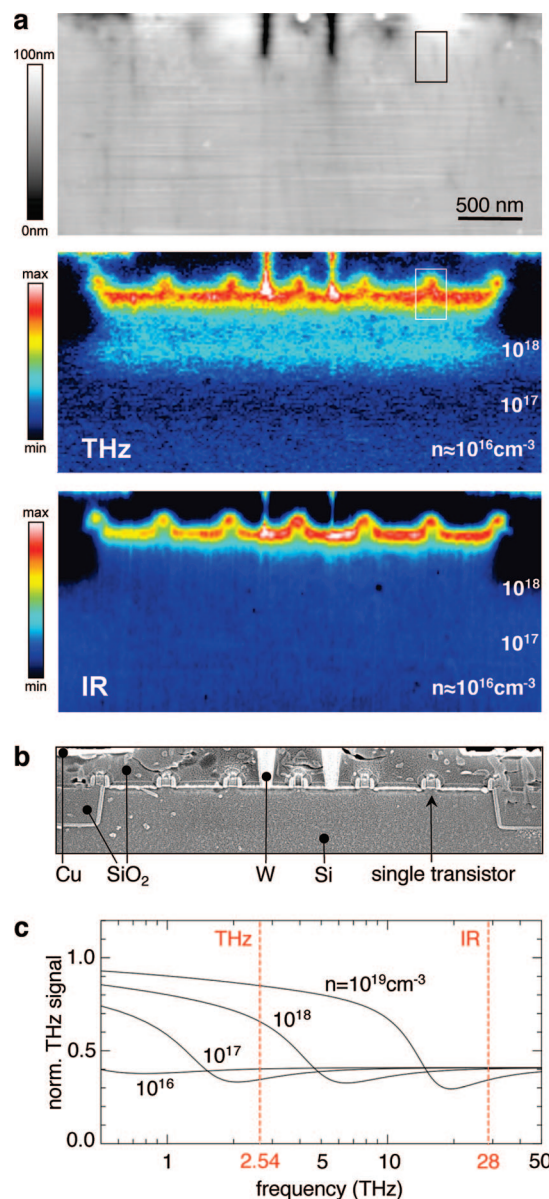 a
100nm
0nm
500 nm
max
min
10¹⁸
10¹⁷
THz
n≈10¹⁶cm⁻³
max
min
10¹⁸
10¹⁷
IR
n≈10¹⁶cm⁻³
b
Cu SiO₂ W Si single transistor
c
THz IR
1.0
n=10¹⁹cm⁻³
10¹⁸
0.5
10¹⁷
10¹⁶
0.0
norm. THz signal
1 2.54 5 10 28 50
frequency (THz)